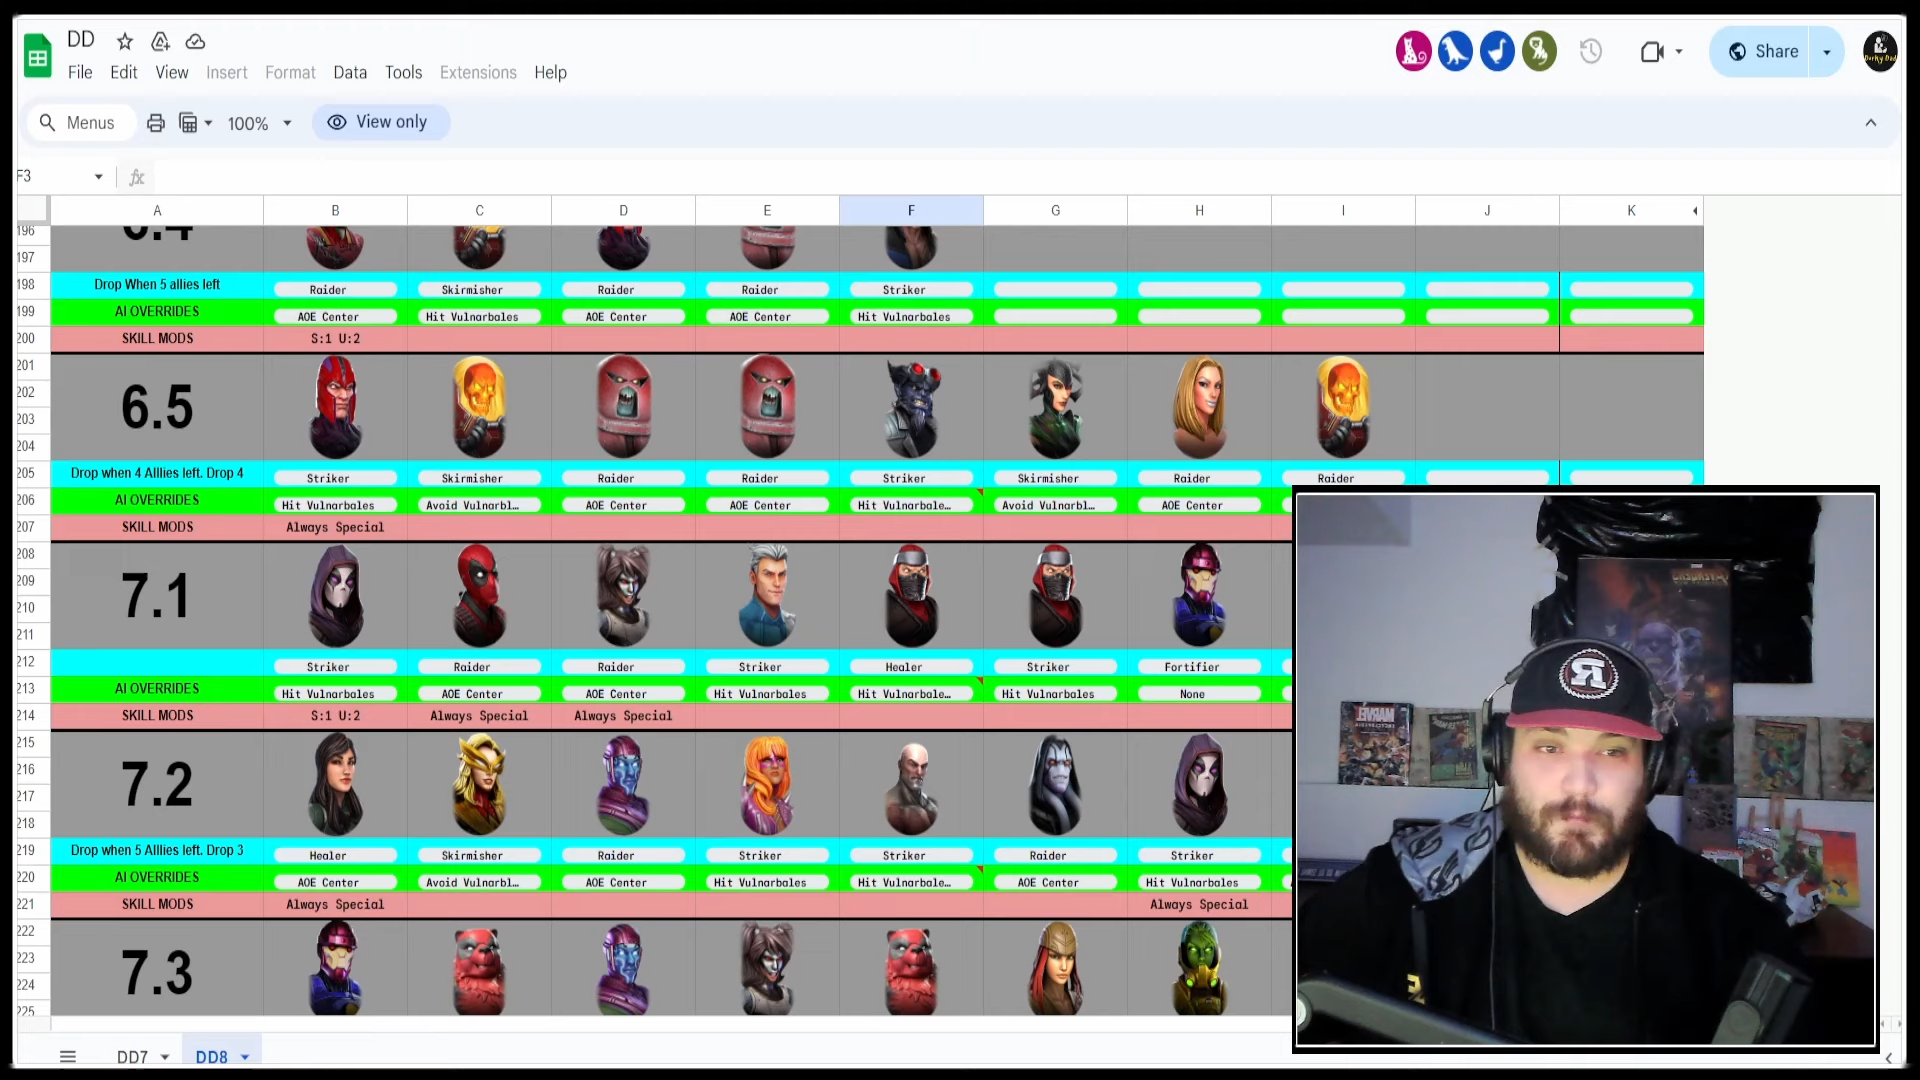 DD
File Edit View Insert Format Data Tools Extensions Help
Share
Menus 100% View only
F3 fx
A B C D E F G H I J K
196
197
198 Drop When 5 allies left Raider Skirmisher Raider Raider Striker
199 AI OVERRIDES AOE Center Hit Vulnarbales AOE Center AOE Center Hit Vulnarbales
200 SKILL MODS S:1 U:2
201
202
6.5
203
204
205 Drop when 4 Alllies left. Drop 4 Striker Skirmisher Raider Raider Striker Skirmisher Raider Raider
206 AI OVERRIDES Hit Vulnarbales Avoid Vulnarbl… AOE Center AOE Center Hit Vulnarbale… Avoid Vulnarbl… AOE Center
207 SKILL MODS Always Special
208
209
7.1
210
211
212 Striker Raider Raider Striker Healer Striker Fortifier
213 AI OVERRIDES Hit Vulnarbales AOE Center AOE Center Hit Vulnarbales Hit Vulnarbale… Hit Vulnarbales None
214 SKILL MODS S:1 U:2 Always Special Always Special
215
216
7.2
217
218
219 Drop when 5 Alllies left. Drop 3 Healer Skirmisher Raider Striker Striker Raider Striker
220 AI OVERRIDES AOE Center Avoid Vulnarbl… AOE Center Hit Vulnarbales Hit Vulnarbale… AOE Center Hit Vulnarbales
221 SKILL MODS Always Special Always Special
222
223
7.3
224
225
DD7 DD8